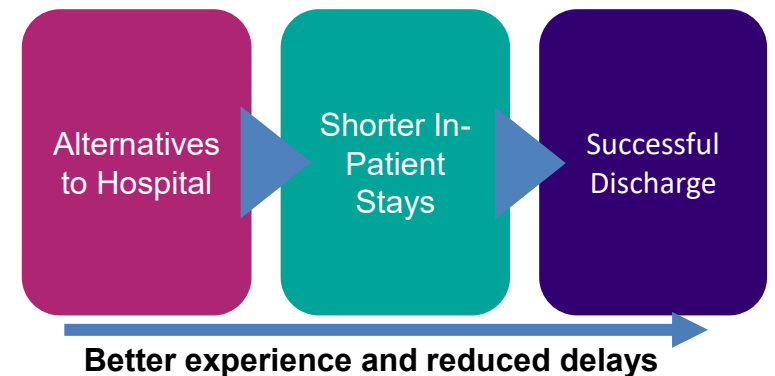 Alternatives
to Hospital
Shorter In-
Patient
Stays
Successful
Discharge
Better experience and reduced delays